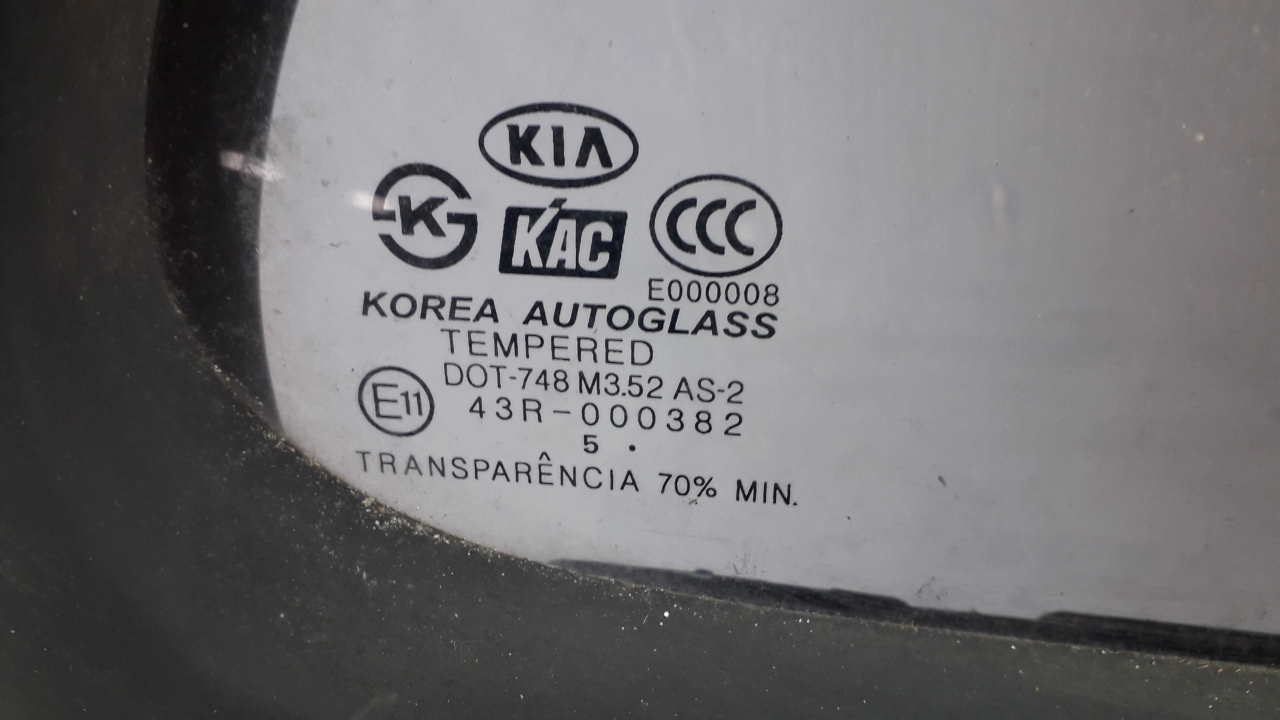 KIA
K
KAC
CCC
E000008
KOREA AUTOGLASS
TEMPERED
DOT-748 M3.52 AS-2
E11
43R-000382
5 .
TRANSPARÊNCIA 70% MIN.